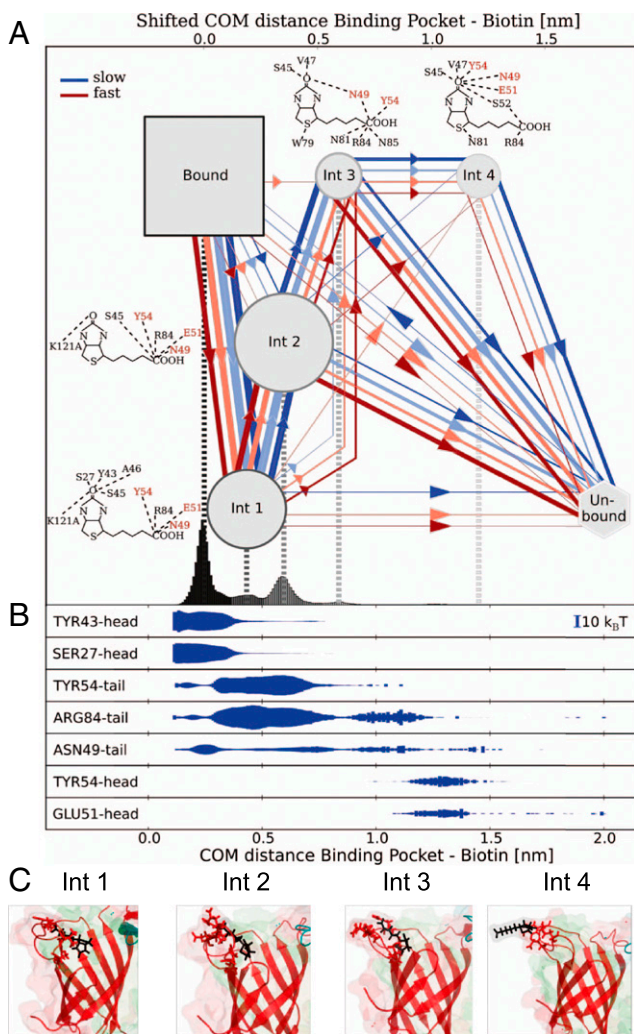 A
Shifted COM distance Binding Pocket - Biotin [nm]
0.0 0.5 1.0 1.5
slow
fast
V47
S45
O
N49
Y54
N N
S
COOH
W79
N81
R84
N85
V47
Y54
S45
N49
O
E51
S52
N N
S
COOH
N81
R84
Bound
Int 3
Int 4
O
S45
Y54
R84
E51
K121A
N N
N49
S
COOH
Int 2
S27
Y43
A46
O
S45
Y54
R84
E51
K121A
N N
N49
S
COOH
Int 1
Un-
bound
B
TYR43-head
10 kBT
SER27-head
TYR54-tail
ARG84-tail
ASN49-tail
TYR54-head
GLU51-head
0.0 0.5 1.0 1.5 2.0
COM distance Binding Pocket - Biotin [nm]
C
Int 1 Int 2 Int 3 Int 4